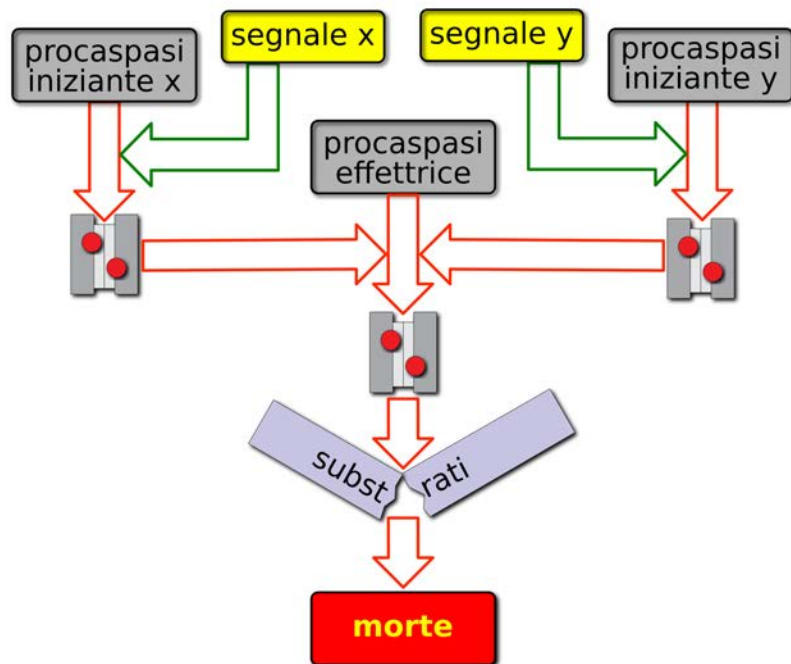 procaspasi
iniziante x
segnale x
segnale y
procaspasi
iniziante y
procaspasi
effettrice
subst
rati
morte